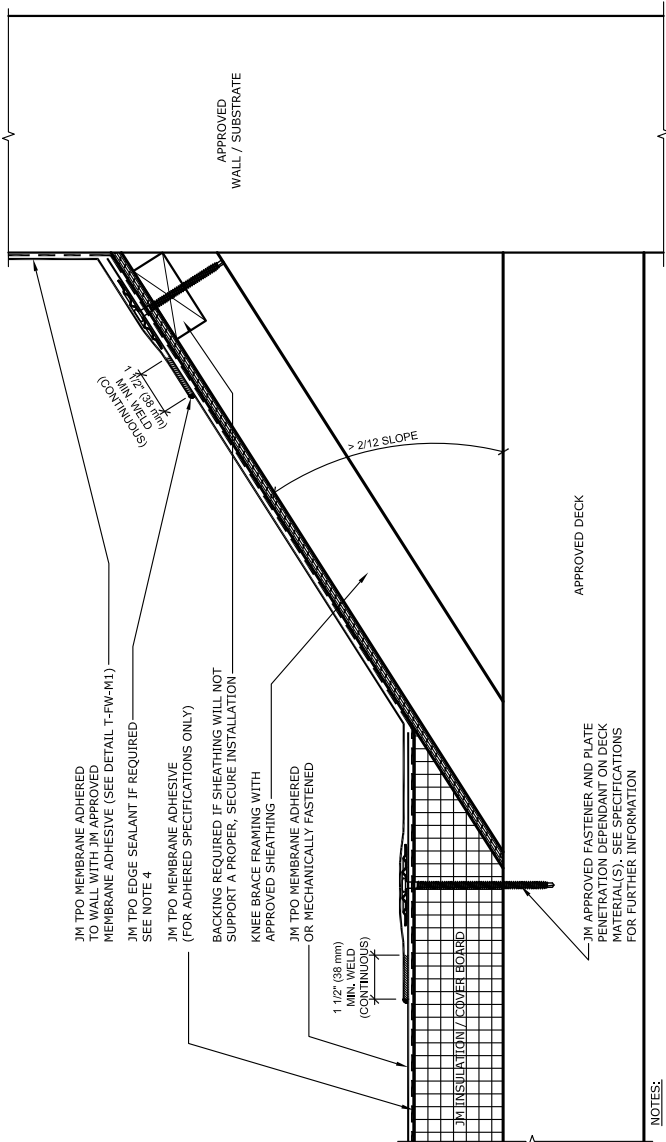 JM TPO MEMBRANE ADHERED
TO WALL WITH JM APPROVED
MEMBRANE ADHESIVE (SEE DETAIL T-FW-M1)
JM TPO EDGE SEALANT IF REQUIRED
SEE NOTE 4
JM TPO MEMBRANE ADHESIVE
(FOR ADHERED SPECIFICATIONS ONLY)
BACKING REQUIRED IF SHEATHING WILL NOT
SUPPORT A PROPER, SECURE INSTALLATION
KNEE BRACE FRAMING WITH
APPROVED SHEATHING
JM TPO MEMBRANE ADHERED
OR MECHANICALLY FASTENED
1 1/2" (38 mm)
MIN. WELD
(CONTINUOUS)
1 1/2" (38 mm)
MIN. WELD
(CONTINUOUS)
APPROVED
WALL / SUBSTRATE
> 2/12 SLOPE
JM INSULATION / COVER BOARD
APPROVED DECK
JM APPROVED FASTENER AND PLATE
PENETRATION DEPENDANT ON DECK
MATERIAL(S). SEE SPECIFICATIONS
FOR FURTHER INFORMATION
NOTES: